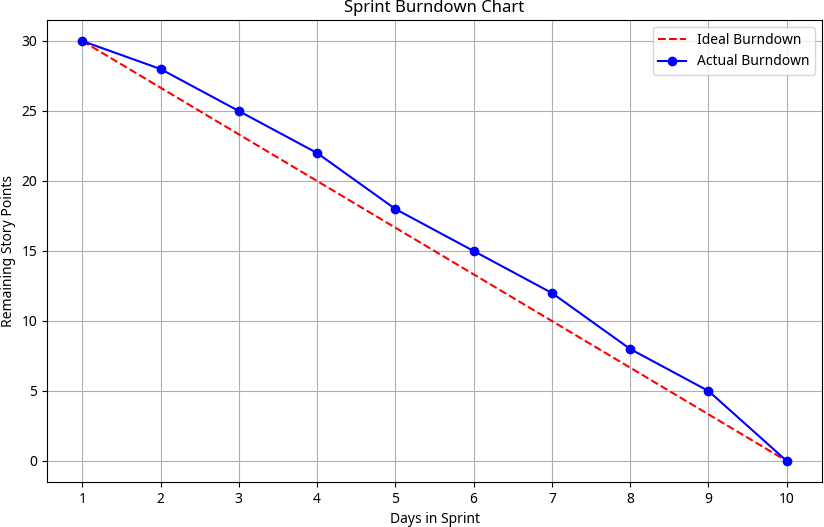 Sprint Burndown Chart
Ideal Burndown
Actual Burndown
30
25
20
15
10
5
0
Remaining Story Points
1 2 3 4 5 6 7 8 9 10
Days in Sprint